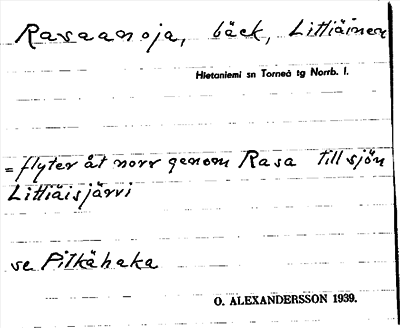 Rasaanoja, bäck, Littiäinen
Hietaniemi sn Torneå tg Norrb. l.
= flyter åt norr genom Rasa till sjön
Littiäisjärvi
se Pitkähaka
O. ALEXANDERSSON 1939.